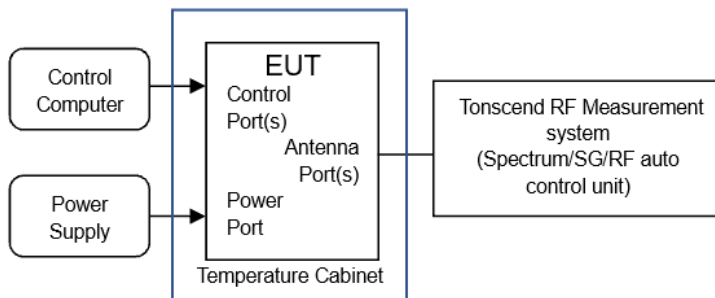 Control
Computer
Power
Supply
EUT
Control
Port(s)
Antenna
Port(s)
Power
Port
Temperature Cabinet
Tonscend RF Measurement
system
(Spectrum/SG/RF auto
control unit)